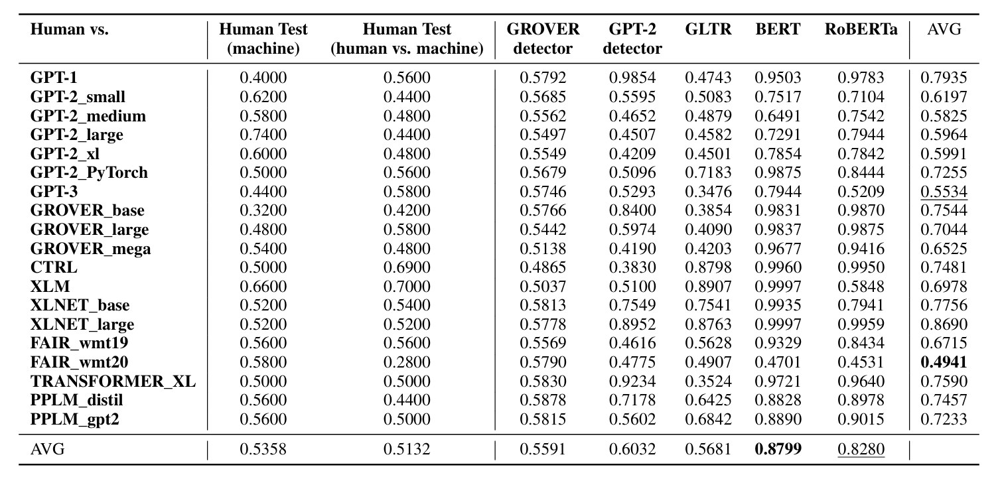 Human vs. Human Test Human Test GROVER GPT-2 GLTR BERT RoBERTa AVG
(machine) (human vs. machine) detector detector
GPT-1 0.4000 0.5600 0.5792 0.9854 0.4743 0.9503 0.9783 0.7935
GPT-2_small 0.6200 0.4400 0.5685 0.5595 0.5083 0.7517 0.7104 0.6197
GPT-2_medium 0.5800 0.4800 0.5562 0.4652 0.4879 0.6491 0.7542 0.5825
GPT-2_large 0.7400 0.4400 0.5497 0.4507 0.4582 0.7291 0.7944 0.5964
GPT-2_xl 0.6000 0.4800 0.5549 0.4209 0.4501 0.7854 0.7842 0.5991
GPT-2_PyTorch 0.5000 0.5600 0.5679 0.5096 0.7183 0.9875 0.8444 0.7255
GPT-3 0.4400 0.5800 0.5746 0.5293 0.3476 0.7944 0.5209 0.5534
GROVER_base 0.3200 0.4200 0.5766 0.8400 0.3854 0.9831 0.9870 0.7544
GROVER_large 0.4800 0.5800 0.5442 0.5974 0.4090 0.9837 0.9875 0.7044
GROVER_mega 0.5400 0.4800 0.5138 0.4190 0.4203 0.9677 0.9416 0.6525
CTRL 0.5000 0.6900 0.4865 0.3830 0.8798 0.9960 0.9950 0.7481
XLM 0.6600 0.7000 0.5037 0.5100 0.8907 0.9997 0.5848 0.6978
XLNET_base 0.5200 0.5400 0.5813 0.7549 0.7541 0.9935 0.7941 0.7756
XLNET_large 0.5200 0.5200 0.5778 0.8952 0.8763 0.9997 0.9959 0.8690
FAIR_wmt19 0.5600 0.5600 0.5569 0.4616 0.5628 0.9329 0.8434 0.6715
FAIR_wmt20 0.5800 0.2800 0.5790 0.4775 0.4907 0.4701 0.4531 0.4941
TRANSFORMER_XL 0.5000 0.5000 0.5830 0.9234 0.3524 0.9721 0.9640 0.7590
PPLM_distil 0.5600 0.4400 0.5878 0.7178 0.6425 0.8828 0.8978 0.7457
PPLM_gpt2 0.5600 0.5000 0.5815 0.5602 0.6842 0.8890 0.9015 0.7233
AVG 0.5358 0.5132 0.5591 0.6032 0.5681 0.8799 0.8280